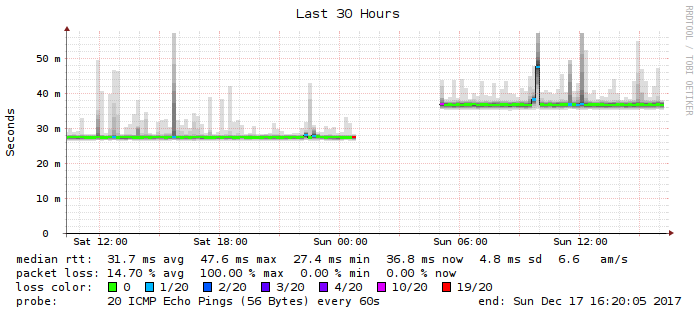 Last 30 Hours
RRDTOOL / TOBI OETIKER
Seconds
50 m
40 m
30 m
20 m
10 m
0
Sat 12:00 Sat 18:00 Sun 00:00 Sun 06:00 Sun 12:00
median rtt: 31.7 ms avg 47.6 ms max 27.4 ms min 36.8 ms now 4.8 ms sd 6.6 am/s
packet loss: 14.70 % avg 100.00 % max 0.00 % min 0.00 % now
loss color: 0 1/20 2/20 3/20 4/20 10/20 19/20
probe: 20 ICMP Echo Pings (56 Bytes) every 60s end: Sun Dec 17 16:20:05 2017